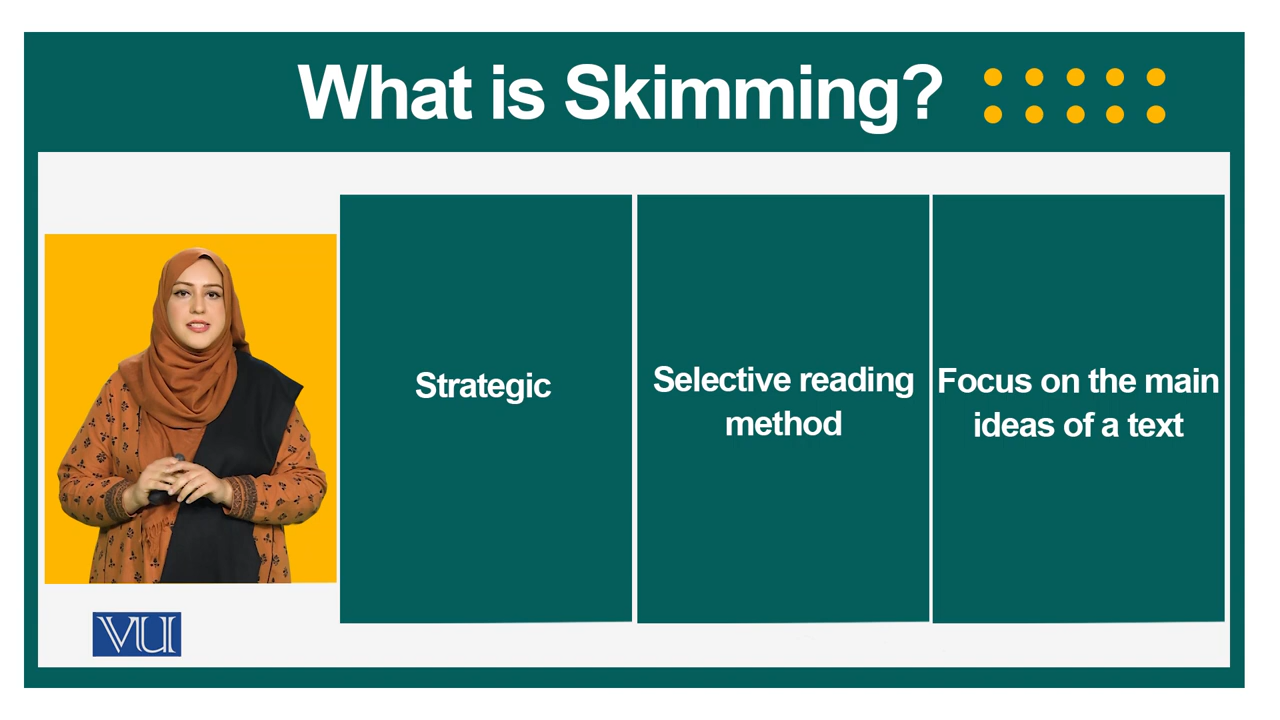 What is Skimming?
Strategic
Selective reading
method
Focus on the main
ideas of a text
VU